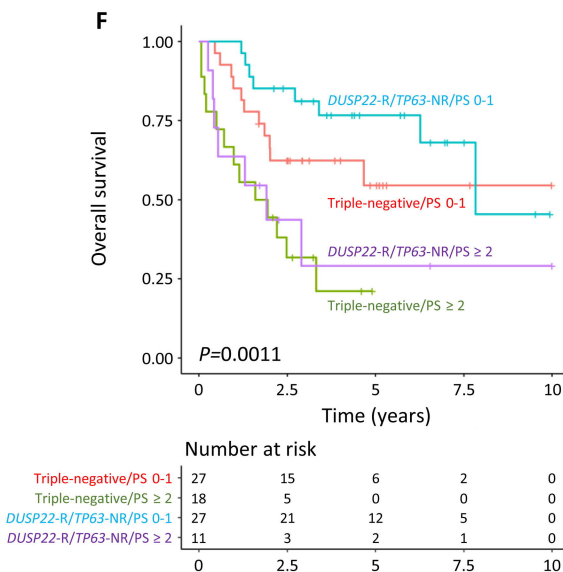 F
1.00
0.75
0.50
0.25
0.00
Overall survival
DUSP22-R/TP63-NR/PS 0-1
Triple-negative/PS 0-1
DUSP22-R/TP63-NR/PS ≥ 2
Triple-negative/PS ≥ 2
P=0.0011
0 2.5 5 7.5 10
Time (years)
Number at risk
Triple-negative/PS 0-1 27 15 6 2 0
Triple-negative/PS ≥ 2 18 5 0 0 0
DUSP22-R/TP63-NR/PS 0-1 27 21 12 5 0
DUSP22-R/TP63-NR/PS ≥ 2 11 3 2 1 0
0 2.5 5 7.5 10